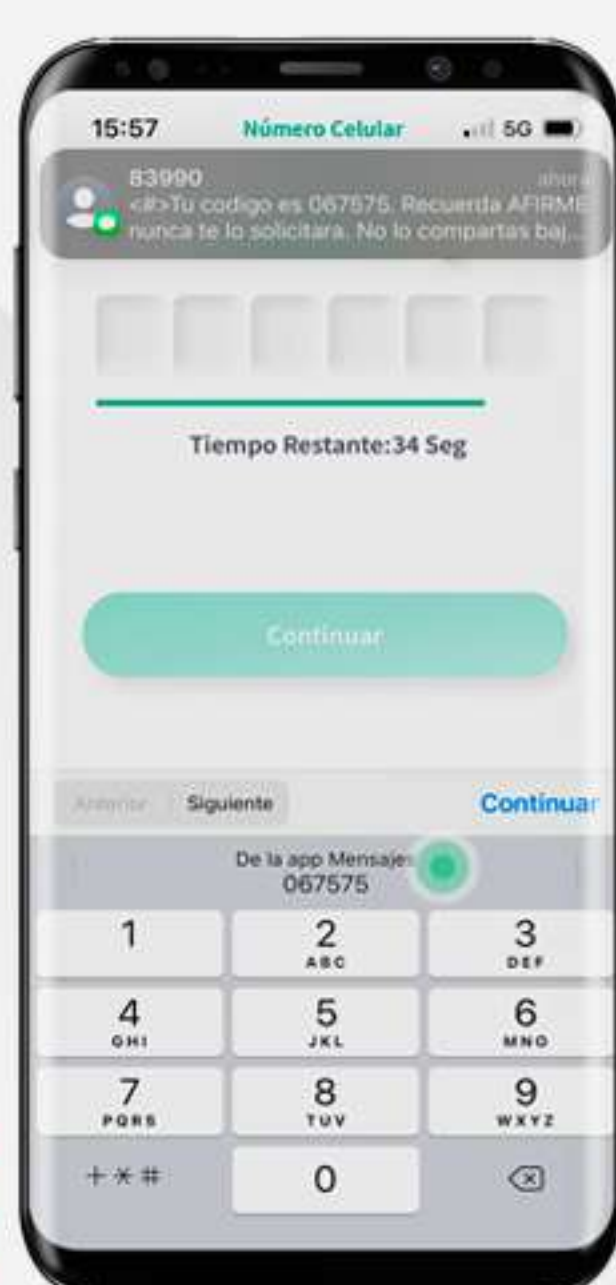 15:57 Número Celular 5G
83990 ahora
<#>Tu codigo es 067575. Recuerda AFIRME
nunca te lo solicitara. No lo compartas baj...
Tiempo Restante:34 Seg
Continuar
Anterior Siguiente Continuar
De la app Mensajes
067575
1 2 3
ABC DEF
4 5 6
GHI JKL MNO
7 8 9
PQRS TUV WXYZ
+*# 0